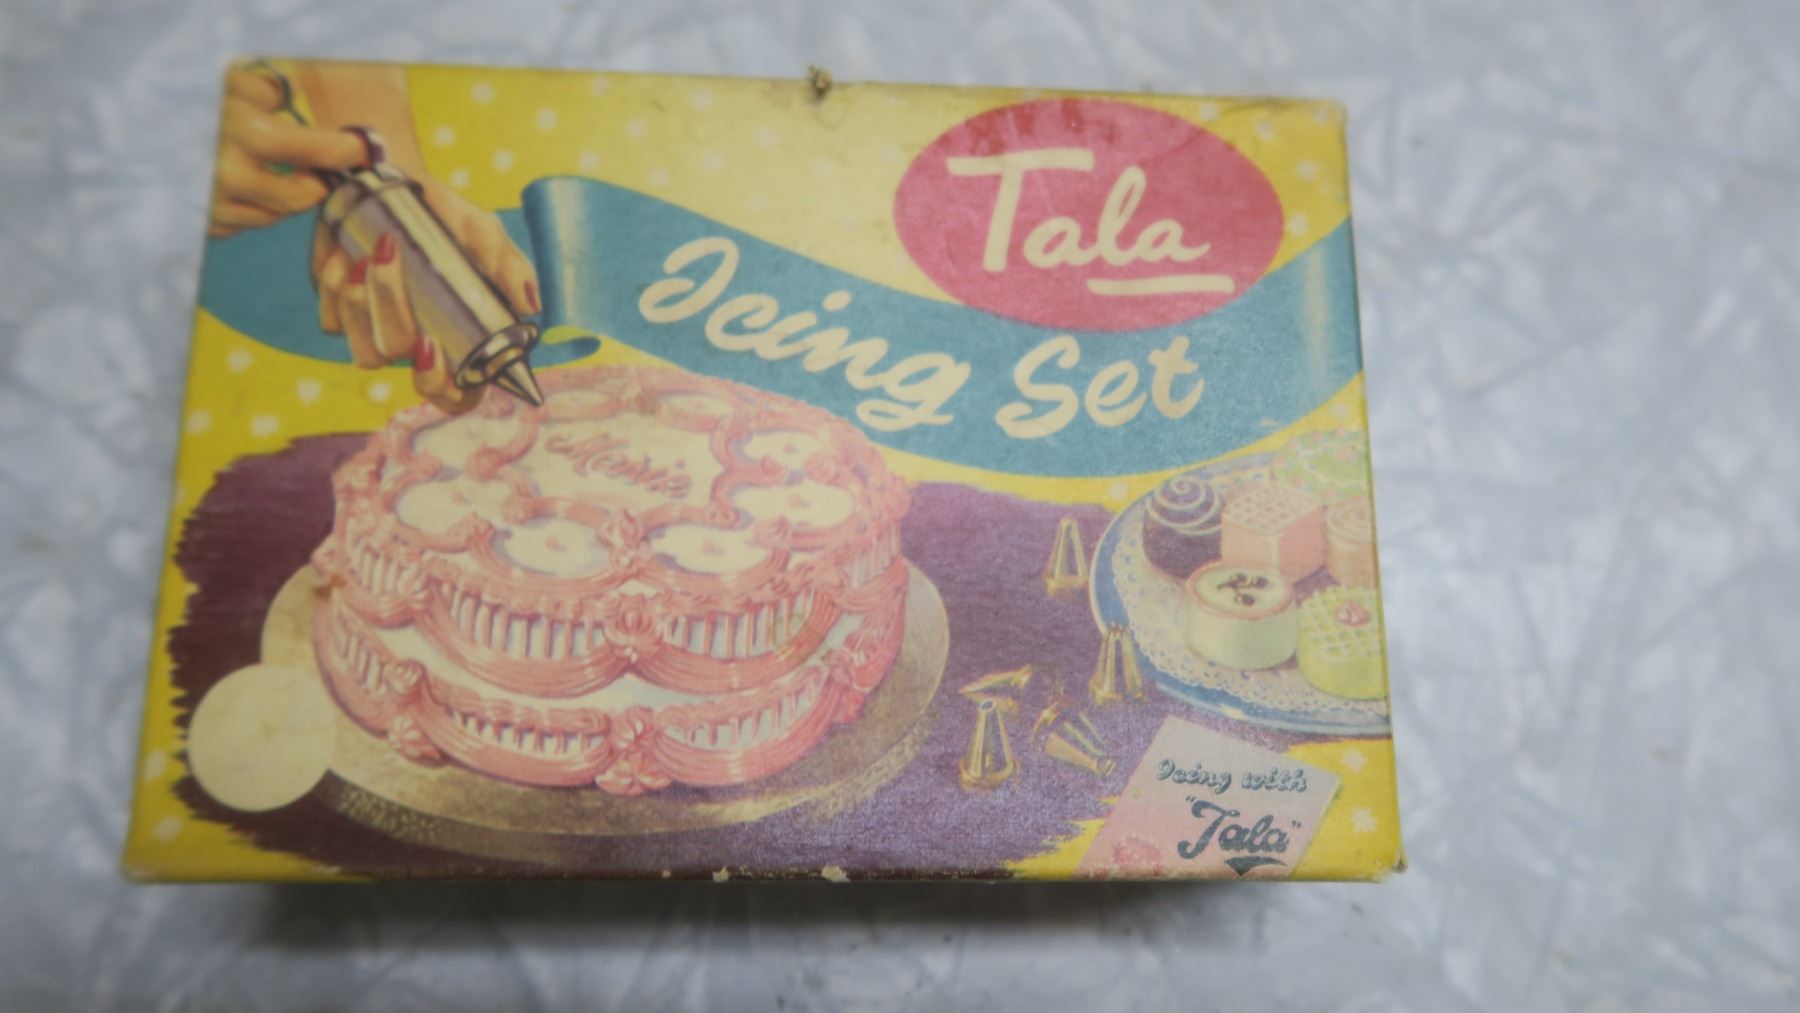 Tala
Icing Set
Marie
Icing with
"Tala"